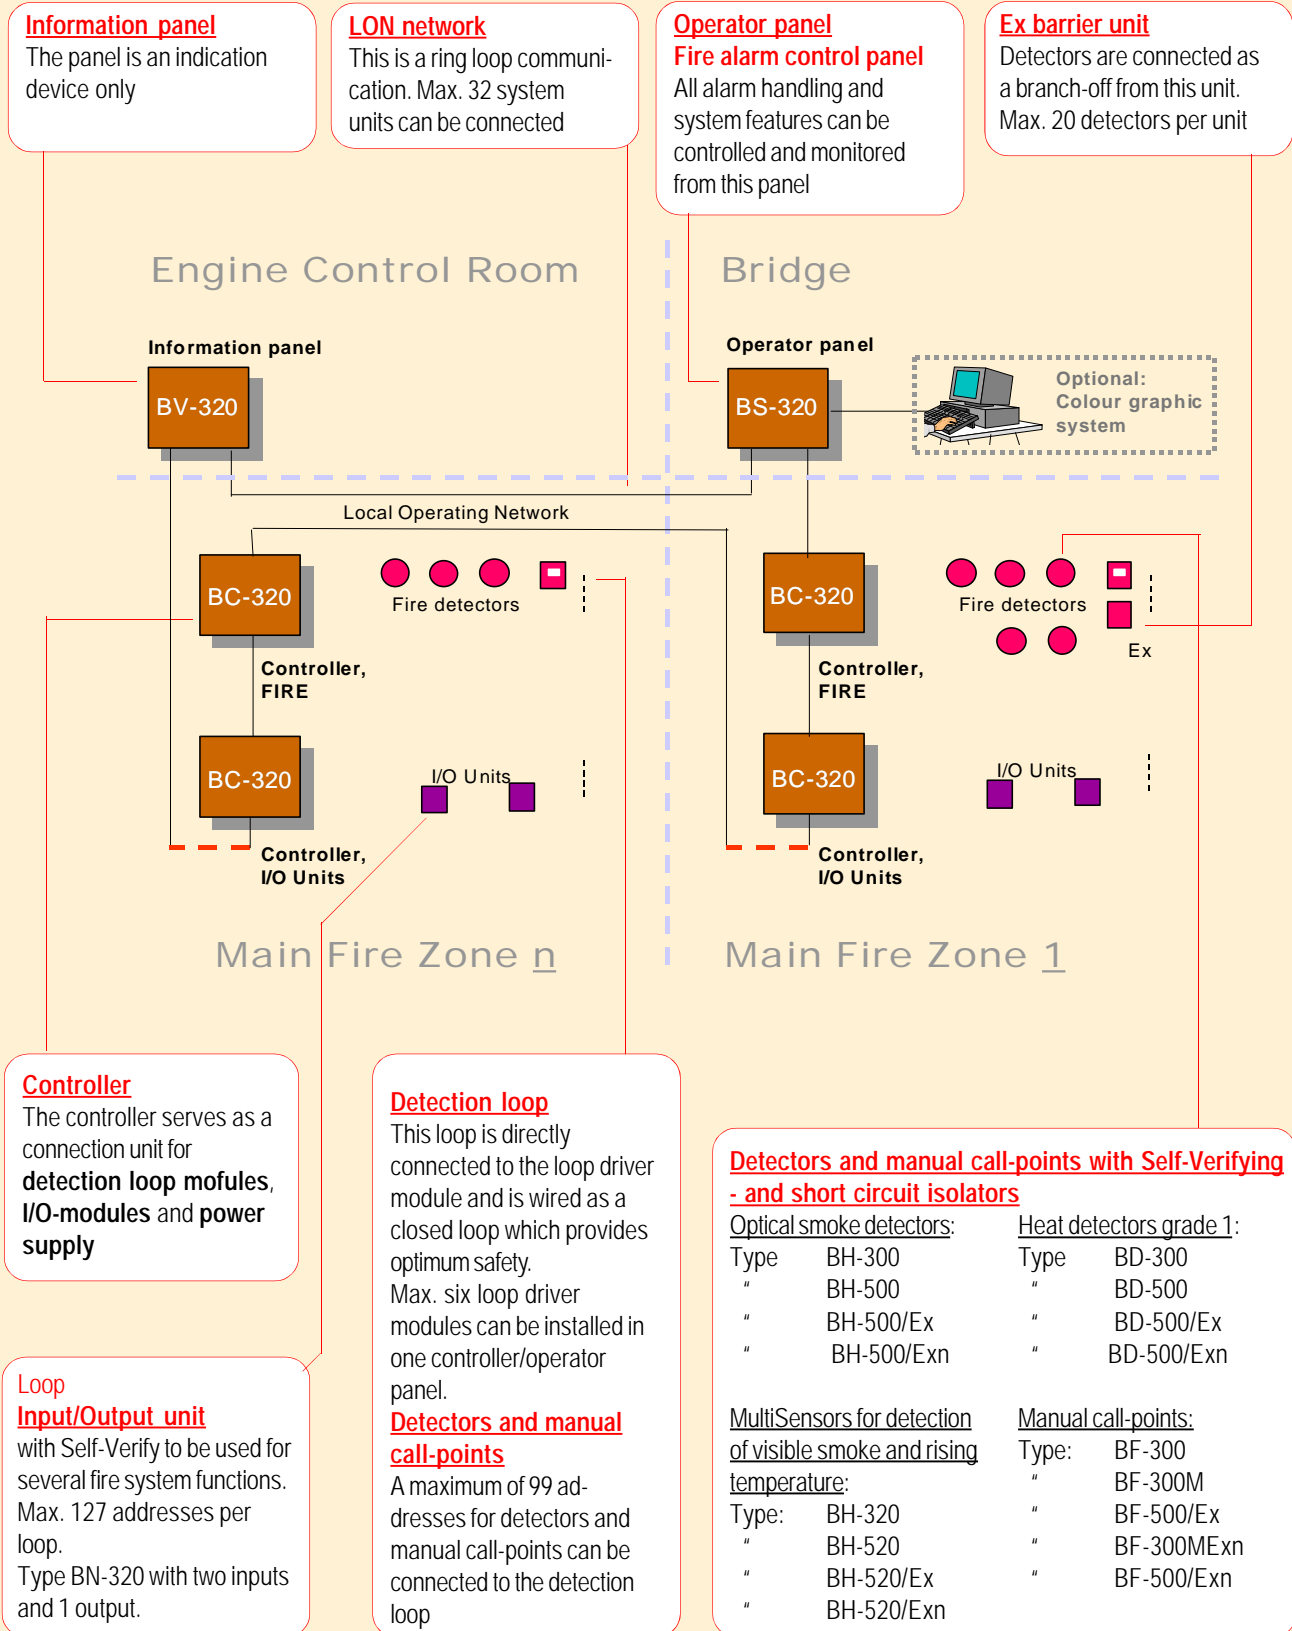 Information panel
The panel is an indication
device only
LON network
This is a ring loop communi-
cation. Max. 32 system
units can be connected
Operator panel
Fire alarm control panel
All alarm handling and
system features can be
controlled and monitored
from this panel
Ex barrier unit
Detectors are connected as
a branch-off from this unit.
Max. 20 detectors per unit
Engine Control Room
Bridge
Information panel
BV-320
Operator panel
BS-320
Optional:
Colour graphic
system
Local Operating Network
BC-320
Fire detectors
Controller,
FIRE
BC-320
I/O Units
Controller,
I/O Units
BC-320
Fire detectors
Ex
Controller,
FIRE
BC-320
I/O Units
Controller,
I/O Units
Main Fire Zone n
Main Fire Zone 1
Controller
The controller serves as a
connection unit for
detection loop mofules,
I/O-modules and power
supply
Loop
Input/Output unit
with Self-Verify to be used for
several fire system functions.
Max. 127 addresses per
loop.
Type BN-320 with two inputs
and 1 output.
Detection loop
This loop is directly
connected to the loop driver
module and is wired as a
closed loop which provides
optimum safety.
Max. six loop driver
modules can be installed in
one controller/operator
panel.
Detectors and manual
call-points
A maximum of 99 ad-
dresses for detectors and
manual call-points can be
connected to the detection
loop
Detectors and manual call-points with Self-Verifying
- and short circuit isolators
Optical smoke detectors:
Type BH-300
" BH-500
" BH-500/Ex
" BH-500/Exn
Heat detectors grade 1:
Type BD-300
" BD-500
" BD-500/Ex
" BD-500/Exn
MultiSensors for detection
of visible smoke and rising
temperature:
Type: BH-320
" BH-520
" BH-520/Ex
" BH-520/Exn
Manual call-points:
Type: BF-300
" BF-300M
" BF-500/Ex
" BF-300MExn
" BF-500/Exn